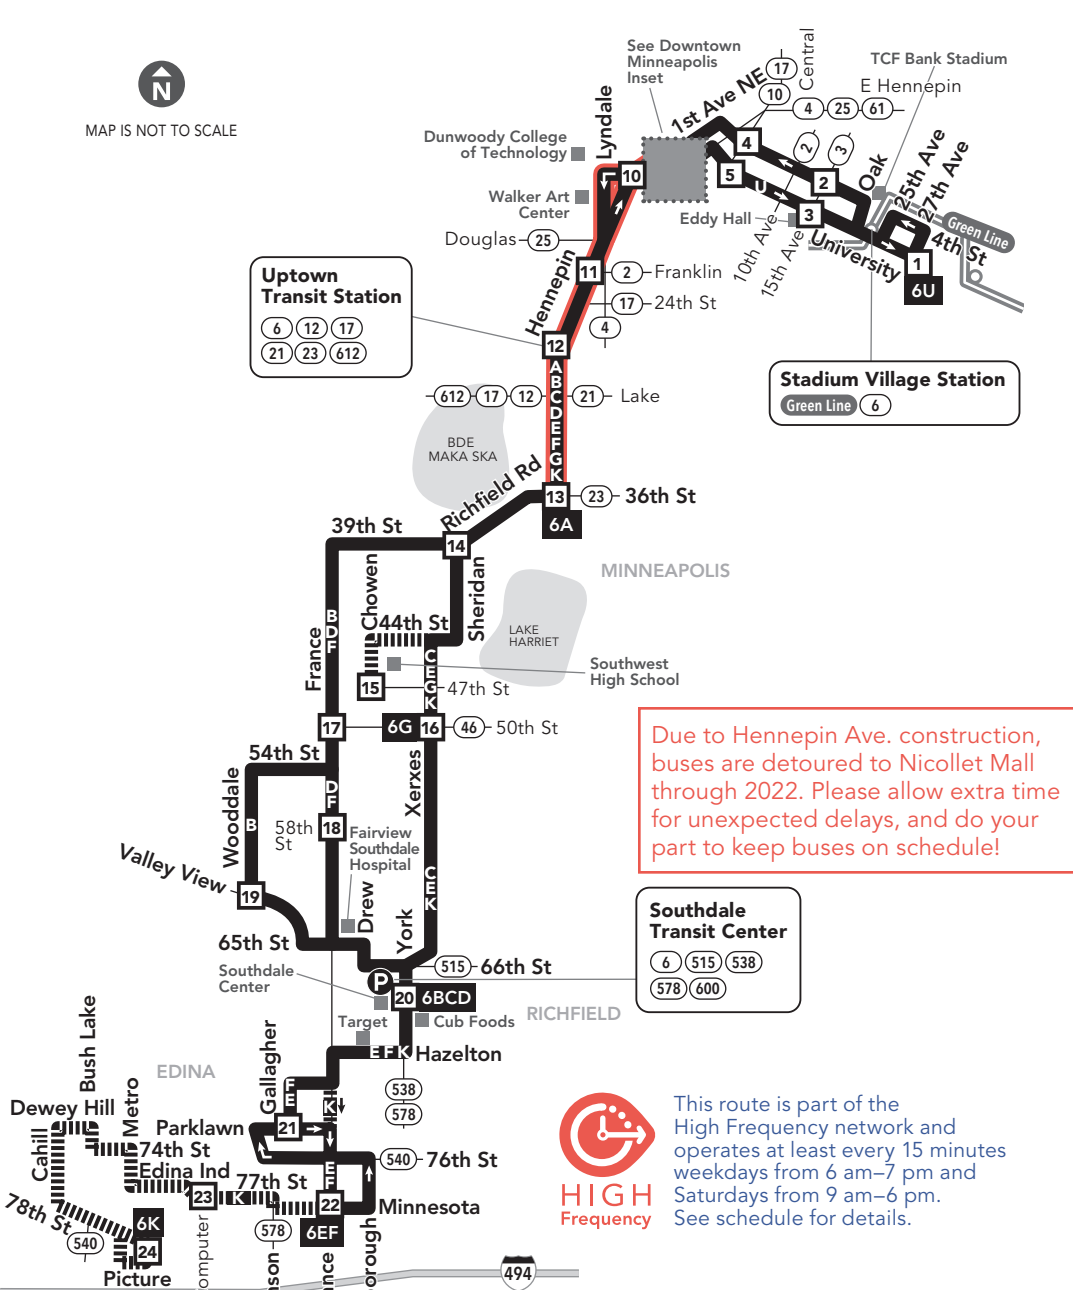 N
MAP IS NOT TO SCALE
See Downtown
Minneapolis
Inset
1st Ave NE
17
10
Central
TCF Bank Stadium
E Hennepin
4
25
61
Dunwoody College
of Technology
Lyndale
Walker Art
Center
10
4
5
U
2
3
2
3
Oak
25th Ave
27th Ave
Green Line
4th St
Eddy Hall
10th Ave
15th Ave
University
1
6U
Douglas
25
Hennepin
11
2
Franklin
17
24th St
4
12
Uptown
Transit Station
6
12
17
21
23
612
Stadium Village Station
Green Line
6
A
B
C
D
E
F
G
K
612
17
12
21
Lake
BDE
MAKA SKA
Richfield Rd
13
23
36th St
6A
39th St
14
MINNEAPOLIS
Chowen
Sheridan
B
D
F
France
44th St
LAKE
HARRIET
C
E
G
K
Southwest
High School
15
47th St
17
6G
16
46
50th St
Due to Hennepin Ave. construction,
buses are detoured to Nicollet Mall
through 2022. Please allow extra time
for unexpected delays, and do your
part to keep buses on schedule!
54th St
Wooddale
B
D
F
Xerxes
58th
St
18
Fairview
Southdale
Hospital
Valley View
19
C
E
K
Drew
York
65th St
515
66th St
Southdale
Center
P
20
6BCD
Southdale
Transit Center
6
515
538
578
600
RICHFIELD
Target
Cub Foods
E F K
Hazelton
538
578
EDINA
Gallagher
E
E
K
Bush Lake
Dewey Hill
Metro
Parklawn
21
Cahill
74th St
540
76th St
Edina Ind
77th St
E
F
23
K
22
Minnesota
78th St
540
6K
24
578
6EF
Picture
omputer
nson
nce
borough
494
HIGH
Frequency
This route is part of the
High Frequency network and
operates at least every 15 minutes
weekdays from 6 am–7 pm and
Saturdays from 9 am–6 pm.
See schedule for details.